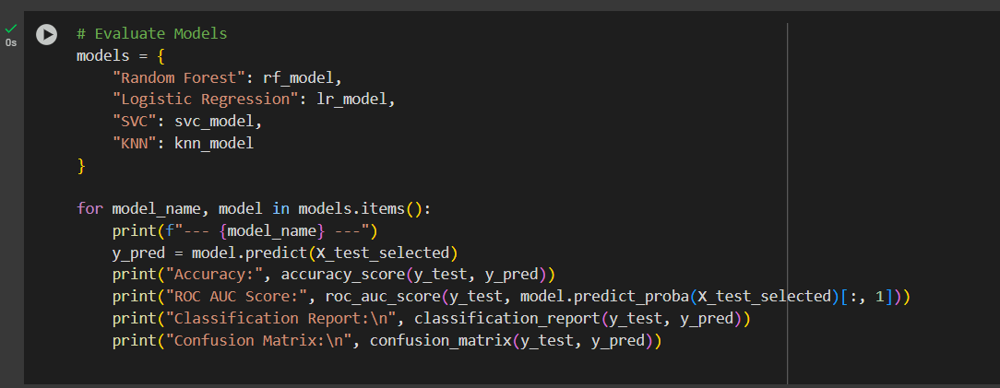 0s
# Evaluate Models
models = {
    "Random Forest": rf_model,
    "Logistic Regression": lr_model,
    "SVC": svc_model,
    "KNN": knn_model
}
for model_name, model in models.items():
    print(f"--- {model_name} ---")
    y_pred = model.predict(X_test_selected)
    print("Accuracy:", accuracy_score(y_test, y_pred))
    print("ROC AUC Score:", roc_auc_score(y_test, model.predict_proba(X_test_selected)[:, 1]))
    print("Classification Report:\n", classification_report(y_test, y_pred))
    print("Confusion Matrix:\n", confusion_matrix(y_test, y_pred))